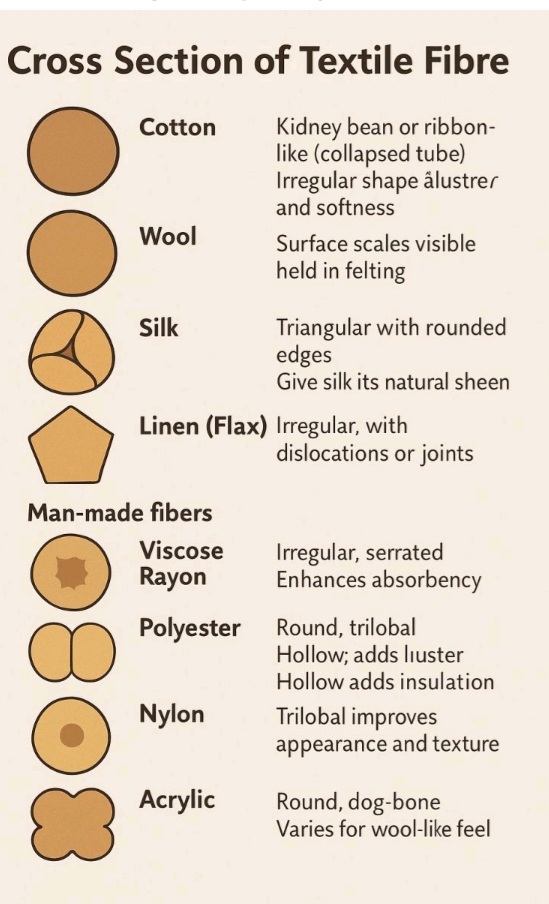 Cross Section of Textile Fibre
Cotton
Kidney bean or ribbon-
like (collapsed tube)
Irregular shape ålustrer
and softness
Wool
Surface scales visible
held in felting
Silk
Triangular with rounded
edges
Give silk its natural sheen
Linen (Flax)
Irregular, with
dislocations or joints
Man-made fibers
Viscose
Rayon
Irregular, serrated
Enhances absorbency
Polyester
Round, trilobal
Hollow; adds lıuster
Hollow adds insulation
Nylon
Trilobal improves
appearance and texture
Acrylic
Round, dog-bone
Varies for wool-like feel